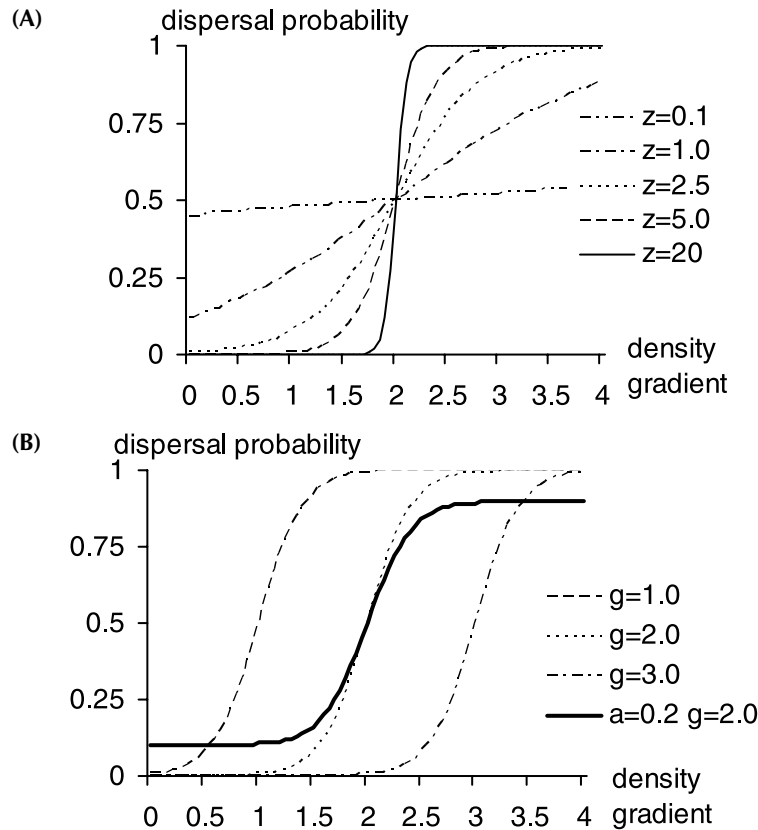 (A)
dispersal probability
1
0.75
0.5
0.25
0
z=0.1
z=1.0
z=2.5
z=5.0
z=20
density
gradient
0 0.5 1 1.5 2 2.5 3 3.5 4
(B)
dispersal probability
1
0.75
0.5
0.25
0
g=1.0
g=2.0
g=3.0
a=0.2 g=2.0
density
gradient
0 0.5 1 1.5 2 2.5 3 3.5 4